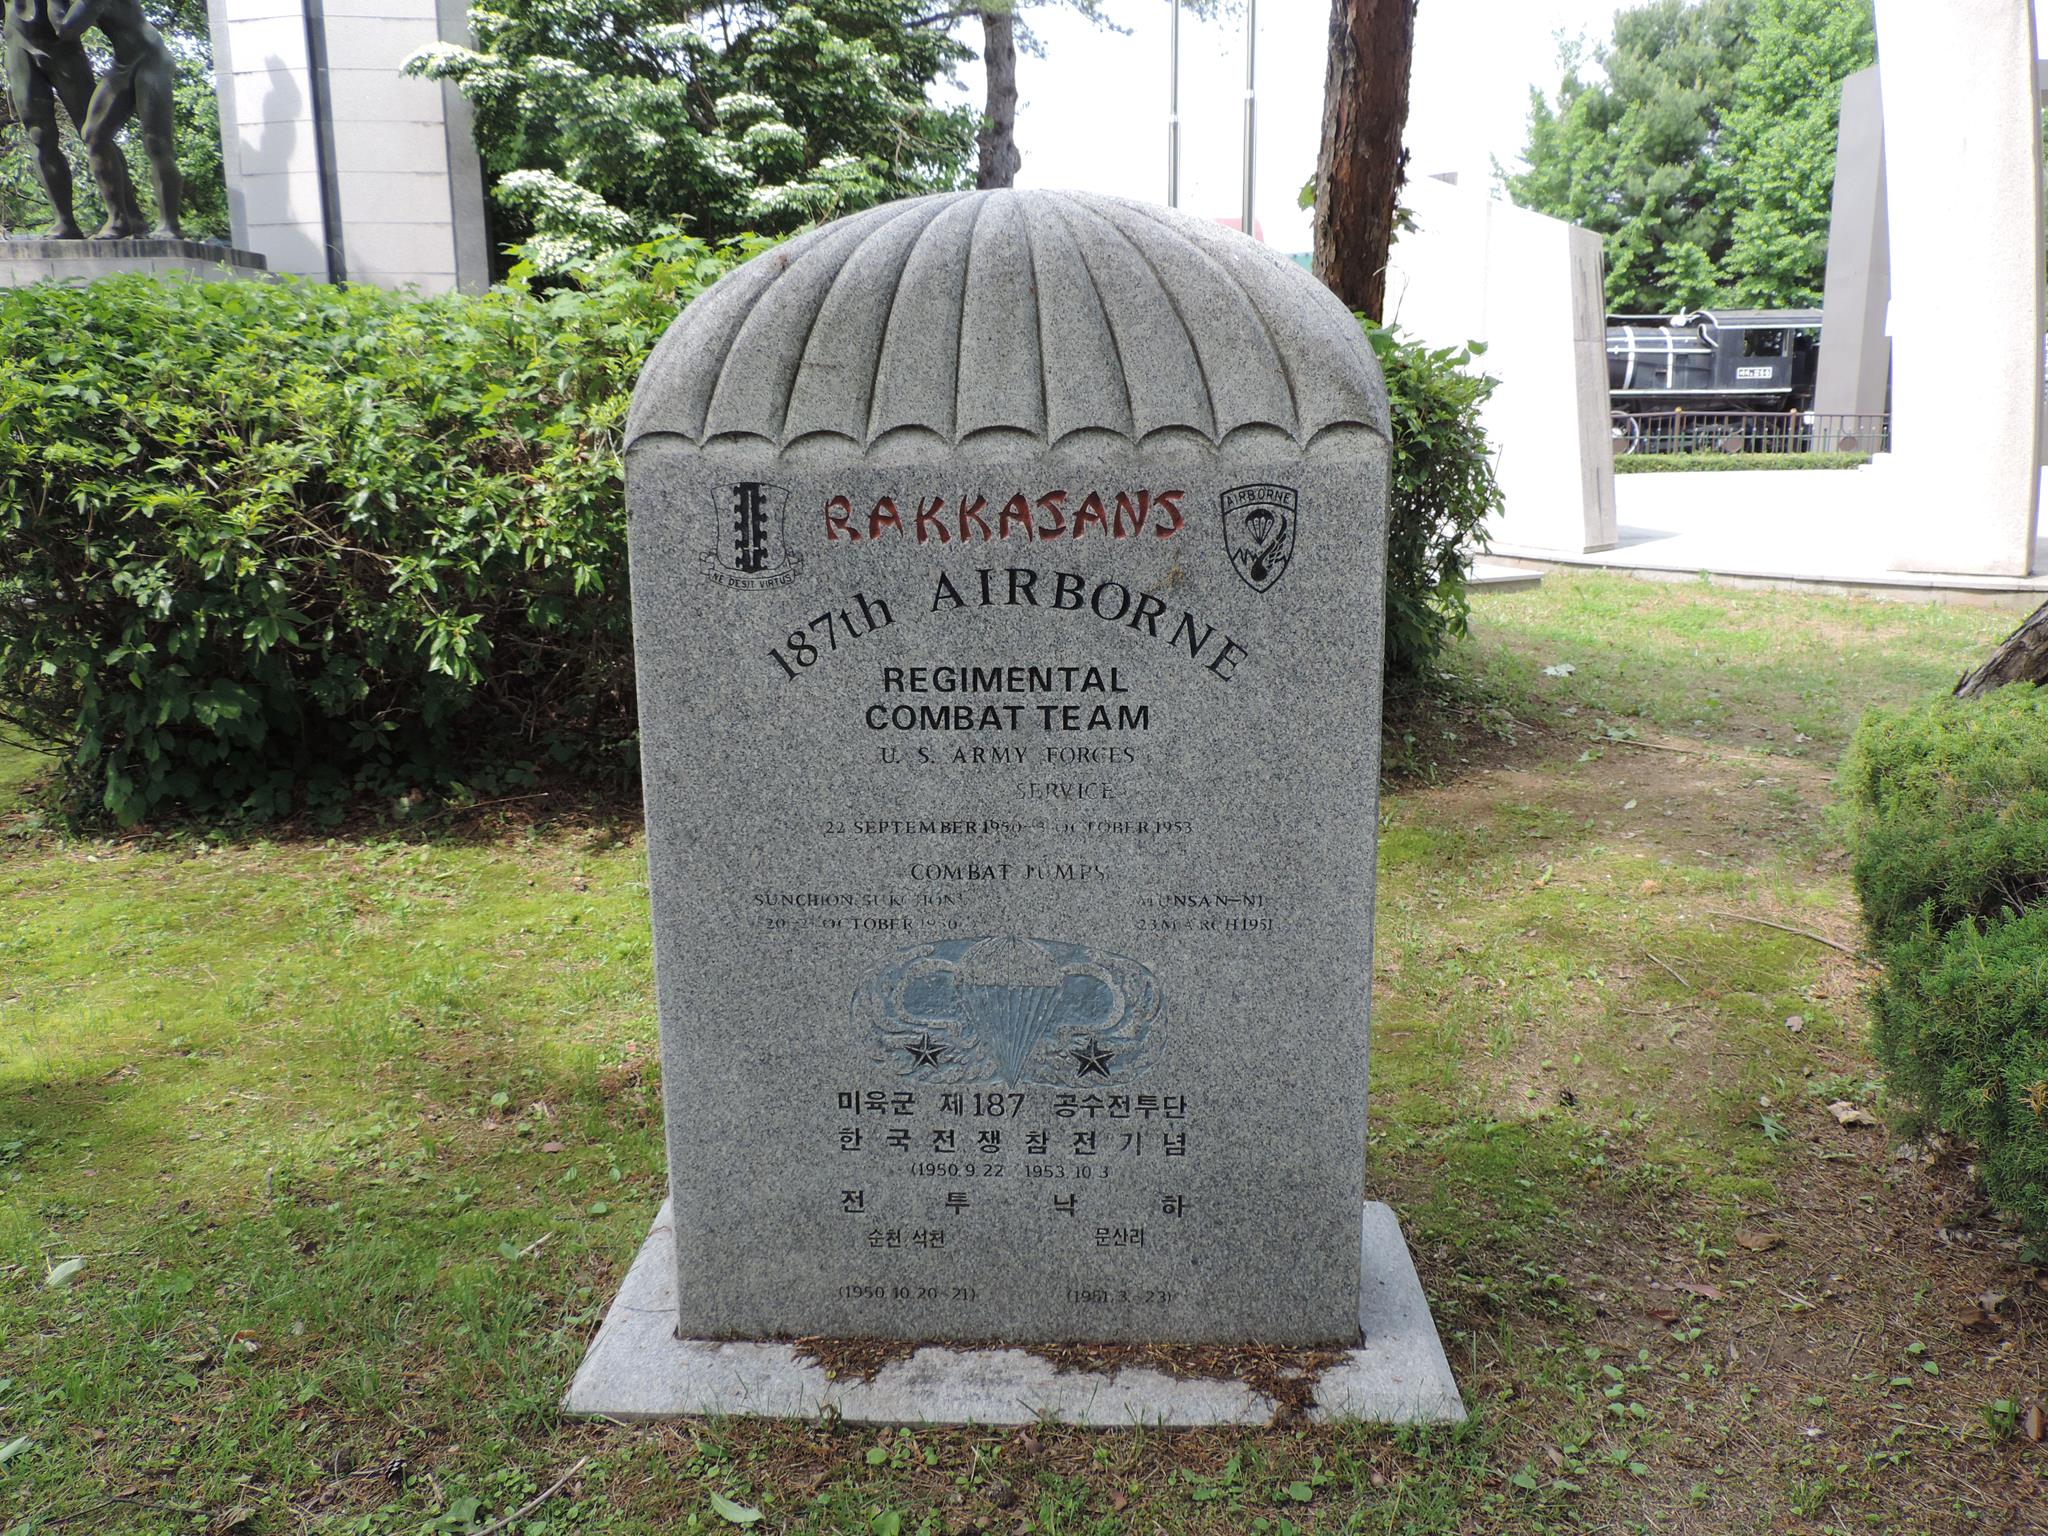 RAKKASANS
NE DESIT VIRTUS
AIRBORNE
187th AIRBORNE
REGIMENTAL
COMBAT TEAM
U. S. ARMY FORCES
SERVICE
22 SEPTEMBER 1950-3 OCTOBER 1953
COMBAT JUMPS
SUNCHION, SUKCHON MUNSAN-NI
20-21 OCTOBER 1950 23 MARCH 1951
미육군 제187 공수전투단
한국전쟁참전기념
(1950.9.22 1953.10.3
전투낙하
순천 석천 문산리
(1950.10.20-21) (1951.3.23)